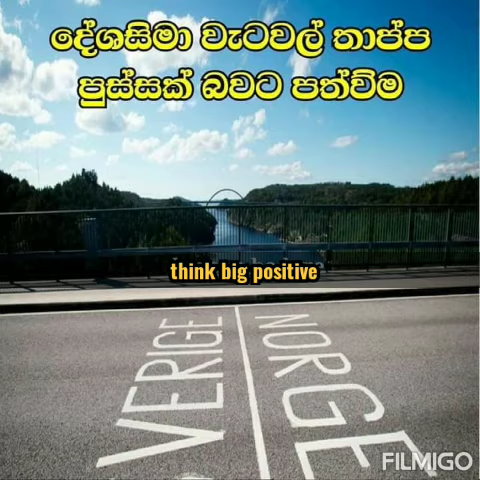 දේශසිමා වැටවල් තාප්ප
පුස්සක් බවට පත්විම
think big positive
VERIGE
NORGE
FILMIGO